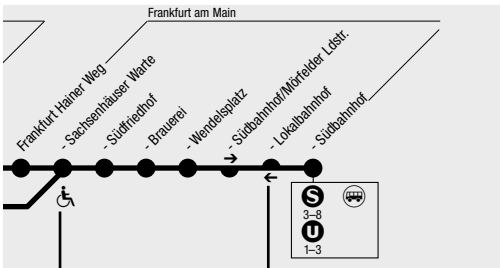 Frankfurt am Main
Frankfurt Hainer Weg
- Sachsenhäuser Warte
- Südfriedhof
- Brauerei
- Wendelsplatz
- Südbahnhof/Mörfelder Ldstr.
- Lokalbahnhof
- Südbahnhof
S
3–8
U
1–3